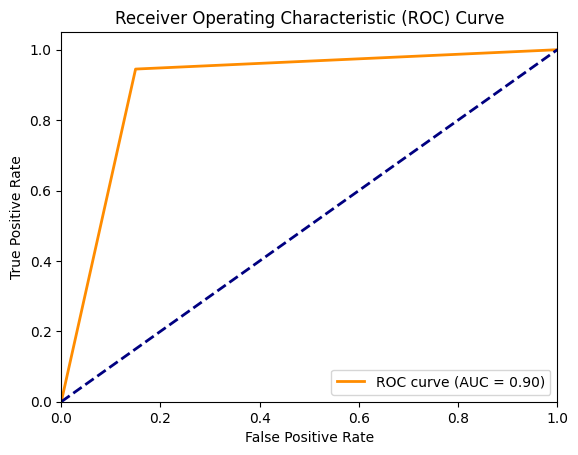 Receiver Operating Characteristic (ROC) Curve
1.0
0.8
0.6
0.4
0.2
0.0
True Positive Rate
ROC curve (AUC = 0.90)
0.0 0.2 0.4 0.6 0.8 1.0
False Positive Rate